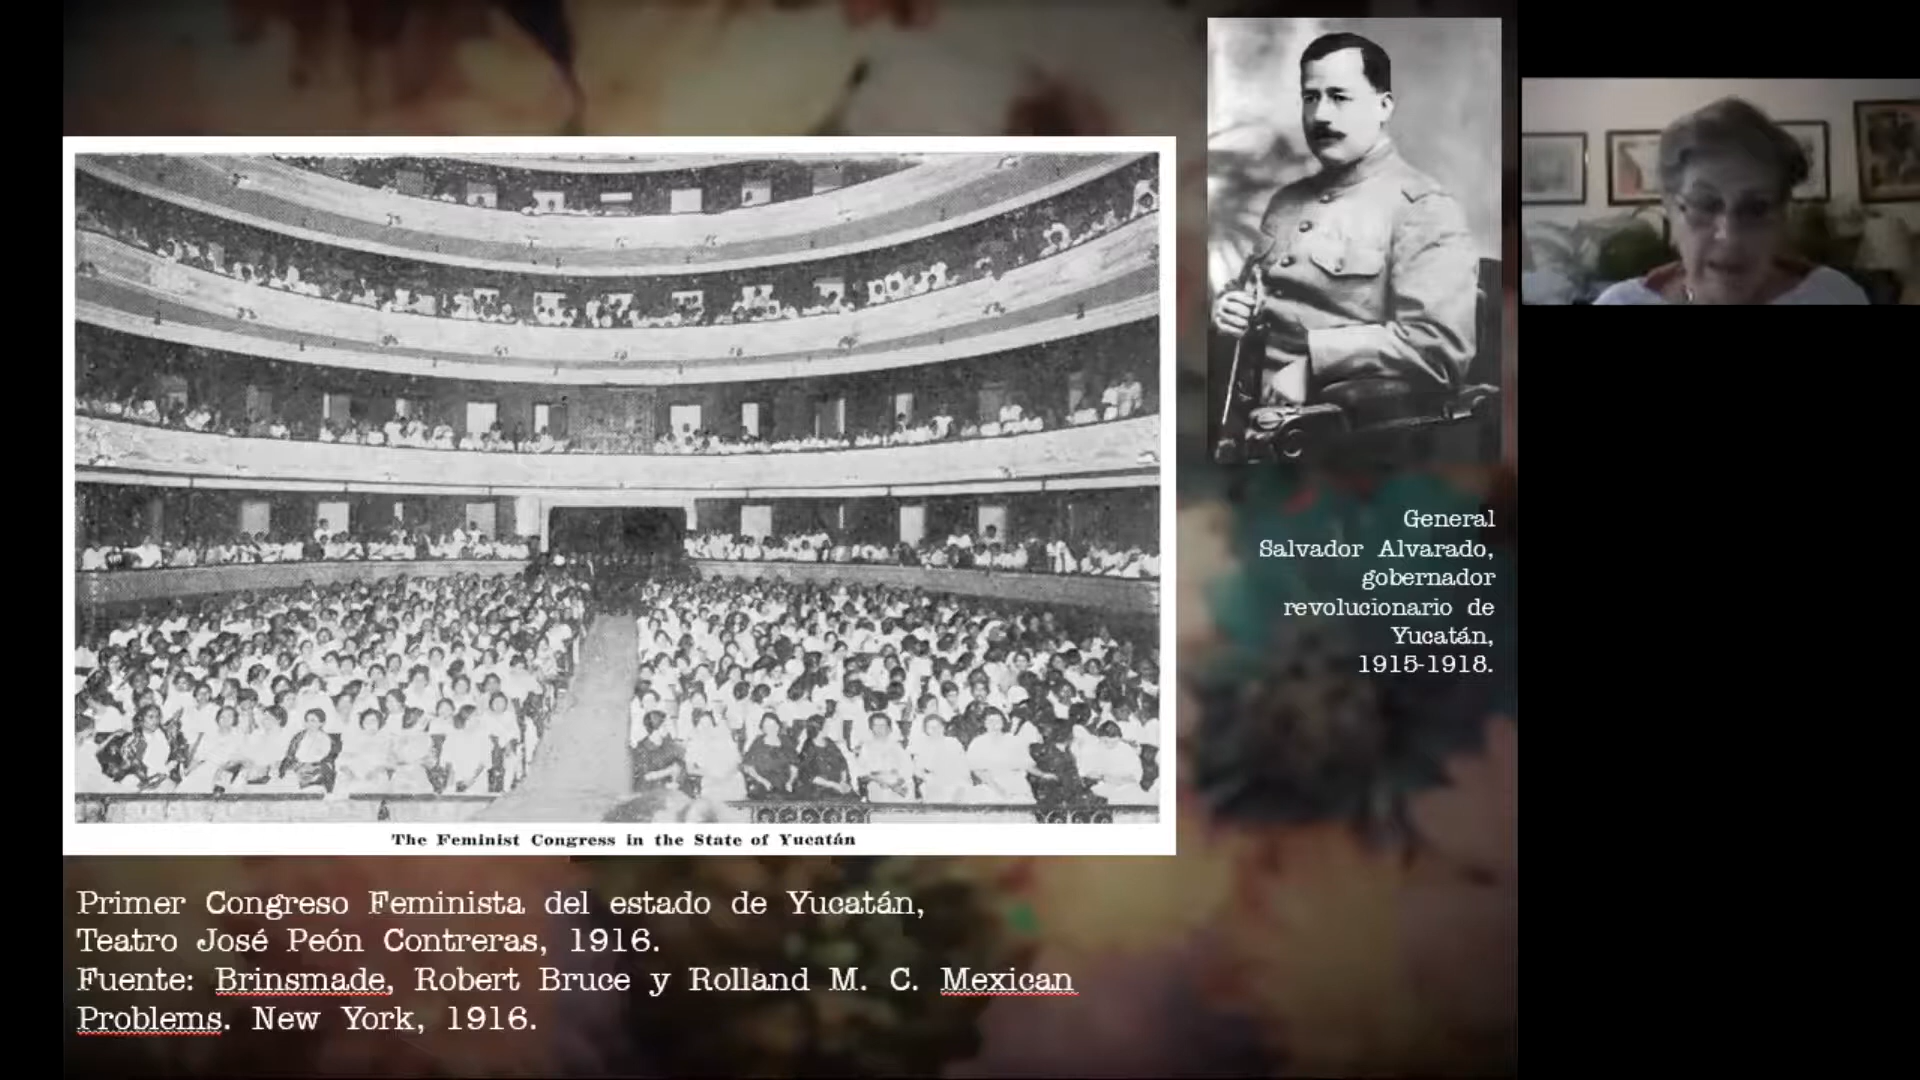 The Feminist Congress in the State of Yucatán
Primer Congreso Feminista del estado de Yucatán,
Teatro José Peón Contreras, 1916.
Fuente: Brinsmade, Robert Bruce y Rolland M. C. Mexican
Problems. New York, 1916.
General
Salvador Alvarado,
gobernador
revolucionario de
Yucatán,
1915-1918.